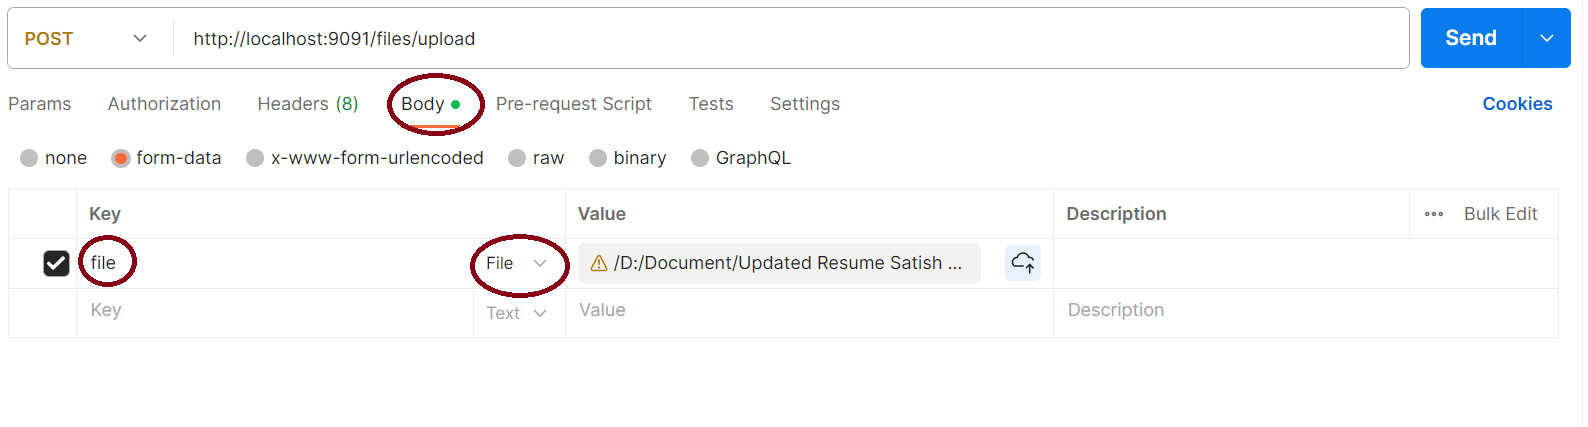 POST http://localhost:9091/files/upload Send
Params Authorization Headers (8) Body Pre-request Script Tests Settings Cookies
none form-data x-www-form-urlencoded raw binary GraphQL
Key Value Description ••• Bulk Edit
file File /D:/Document/Updated Resume Satish ...
Key Text Value Description